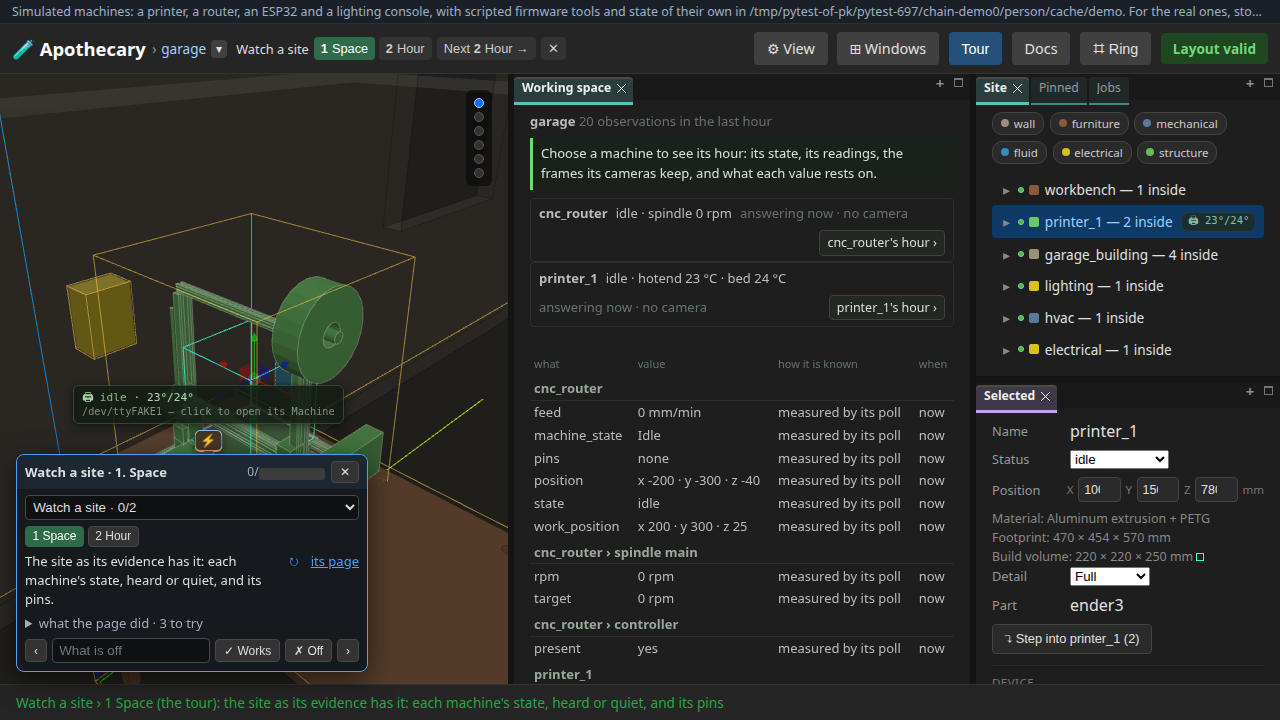 Simulated machines: a printer, a router, an ESP32 and a lighting console, with scripted firmware tools and state of their own in /tmp/pytest-of-pk/pytest-697/chain-demo0/person/cache/demo. For the real ones, sto…
Apothecary › garage ▾ Watch a site 1 Space 2 Hour Next 2 Hour → ✕ View Windows Tour Docs Ring Layout valid
Working space
garage 20 observations in the last hour
Choose a machine to see its hour: its state, its readings, the
frames its cameras keep, and what each value rests on.
cnc_router idle · spindle 0 rpm answering now · no camera
cnc_router's hour ›
printer_1 idle · hotend 23 °C · bed 24 °C
answering now · no camera printer_1's hour ›
what value how it is known when
cnc_router
feed 0 mm/min measured by its poll now
machine_state Idle measured by its poll now
pins none measured by its poll now
position x -200 · y -300 · z -40 measured by its poll now
state idle measured by its poll now
work_position x 200 · y 300 · z 25 measured by its poll now
cnc_router › spindle main
rpm 0 rpm measured by its poll now
target 0 rpm measured by its poll now
cnc_router › controller
present yes measured by its poll now
printer_1
Site Pinned Jobs
wall furniture mechanical
fluid electrical structure
workbench — 1 inside
printer_1 — 2 inside 23°/24°
garage_building — 4 inside
lighting — 1 inside
hvac — 1 inside
electrical — 1 inside
Selected
Name printer_1
Status idle
Position X 100 Y 150 Z 780 mm
Material: Aluminum extrusion + PETG
Footprint: 470 × 454 × 570 mm
Build volume: 220 × 220 × 250 mm
Detail Full
Part ender3
Step into printer_1 (2)
DEVICE
idle · 23°/24°
/dev/ttyFAKE1 — click to open its Machine
Watch a site · 1. Space 0/ ✕
Watch a site · 0/2
1 Space 2 Hour
The site as its evidence has it: each
machine's state, heard or quiet, and its
pins.
↻ its page
what the page did · 3 to try
‹ What is off ✓ Works ✗ Off ›
Watch a site › 1 Space (the tour): the site as its evidence has it: each machine's state, heard or quiet, and its pins